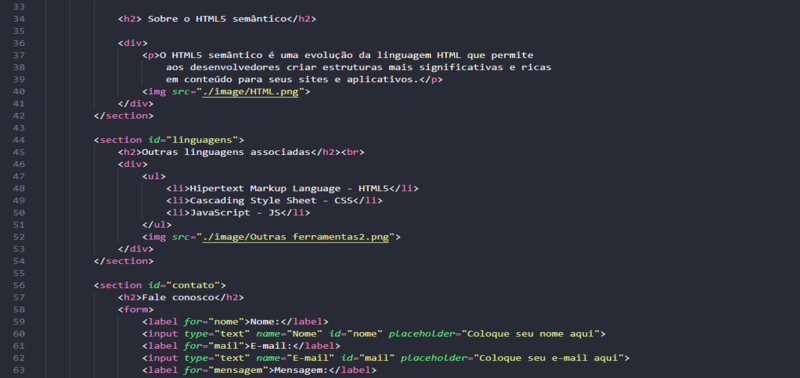 33
34 <h2> Sobre o HTML5 semântico</h2>
35
36 <div>
37 <p>O HTML5 semântico é uma evolução da linguagem HTML que permite
38 aos desenvolvedores criar estruturas mais significativas e ricas
39 em conteúdo para seus sites e aplicativos.</p>
40 <img src="./image/HTML.png">
41 </div>
42 </section>
43
44 <section id="linguagens">
45 <h2>Outras linguagens associadas</h2><br>
46 <div>
47 <ul>
48 <li>Hipertext Markup Language - HTML5</li>
49 <li>Cascading Style Sheet - CSS</li>
50 <li>JavaScript - JS</li>
51 </ul>
52 <img src="./image/Outras ferramentas2.png">
53 </div>
54 </section>
55
56 <section id="contato">
57 <h2>Fale conosco</h2>
58 <form>
59 <label for="nome">Nome:</label>
60 <input type="text" name="Nome" id="nome" placeholder="Coloque seu nome aqui">
61 <label for="mail">E-mail:</label>
62 <input type="text" name="E-mail" id="mail" placeholder="Coloque seu e-mail aqui">
63 <label for="mensagem">Mensagem:</label>